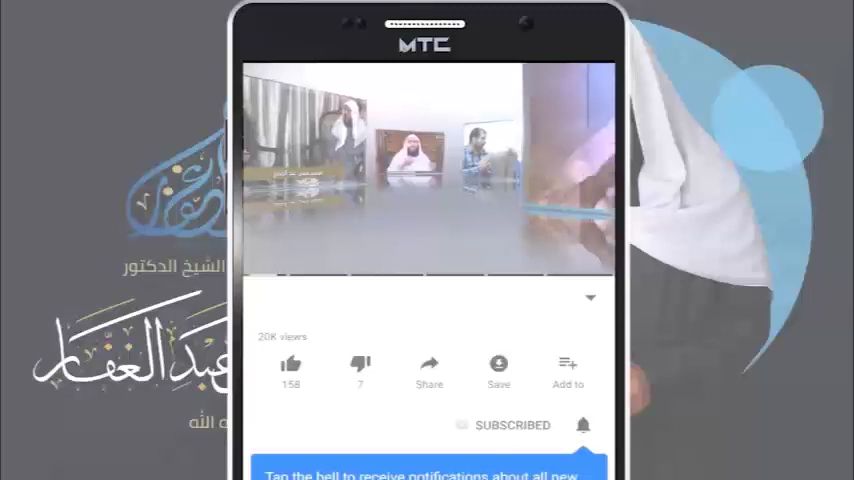 MTC
الشيخ الدكتور
عبد الغفار
الله
20K views
158
7
Share
Save
Add to
SUBSCRIBED
Tap the bell to receive notifications about all new